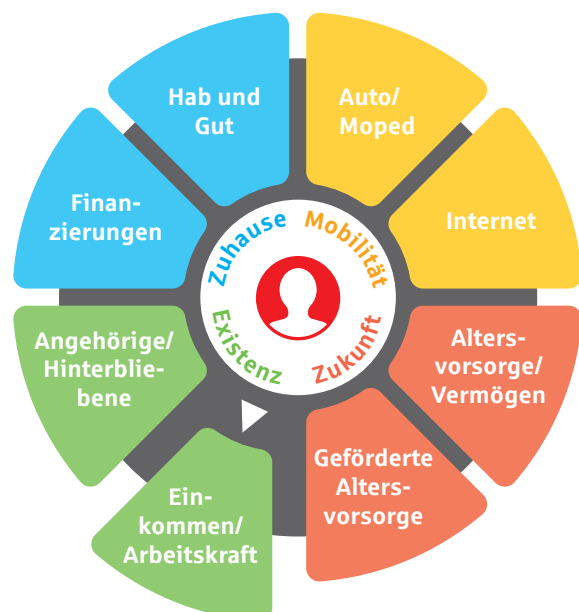 Hab und
Gut
Auto/
Moped
Finan-
zierungen
Internet
Zuhause
Mobilität
Existenz
Zukunft
Angehörige/
Hinterblie-
bene
Alters-
vorsorge/
Vermögen
Ein-
kommen/
Arbeitskraft
Geförderte
Alters-
vorsorge